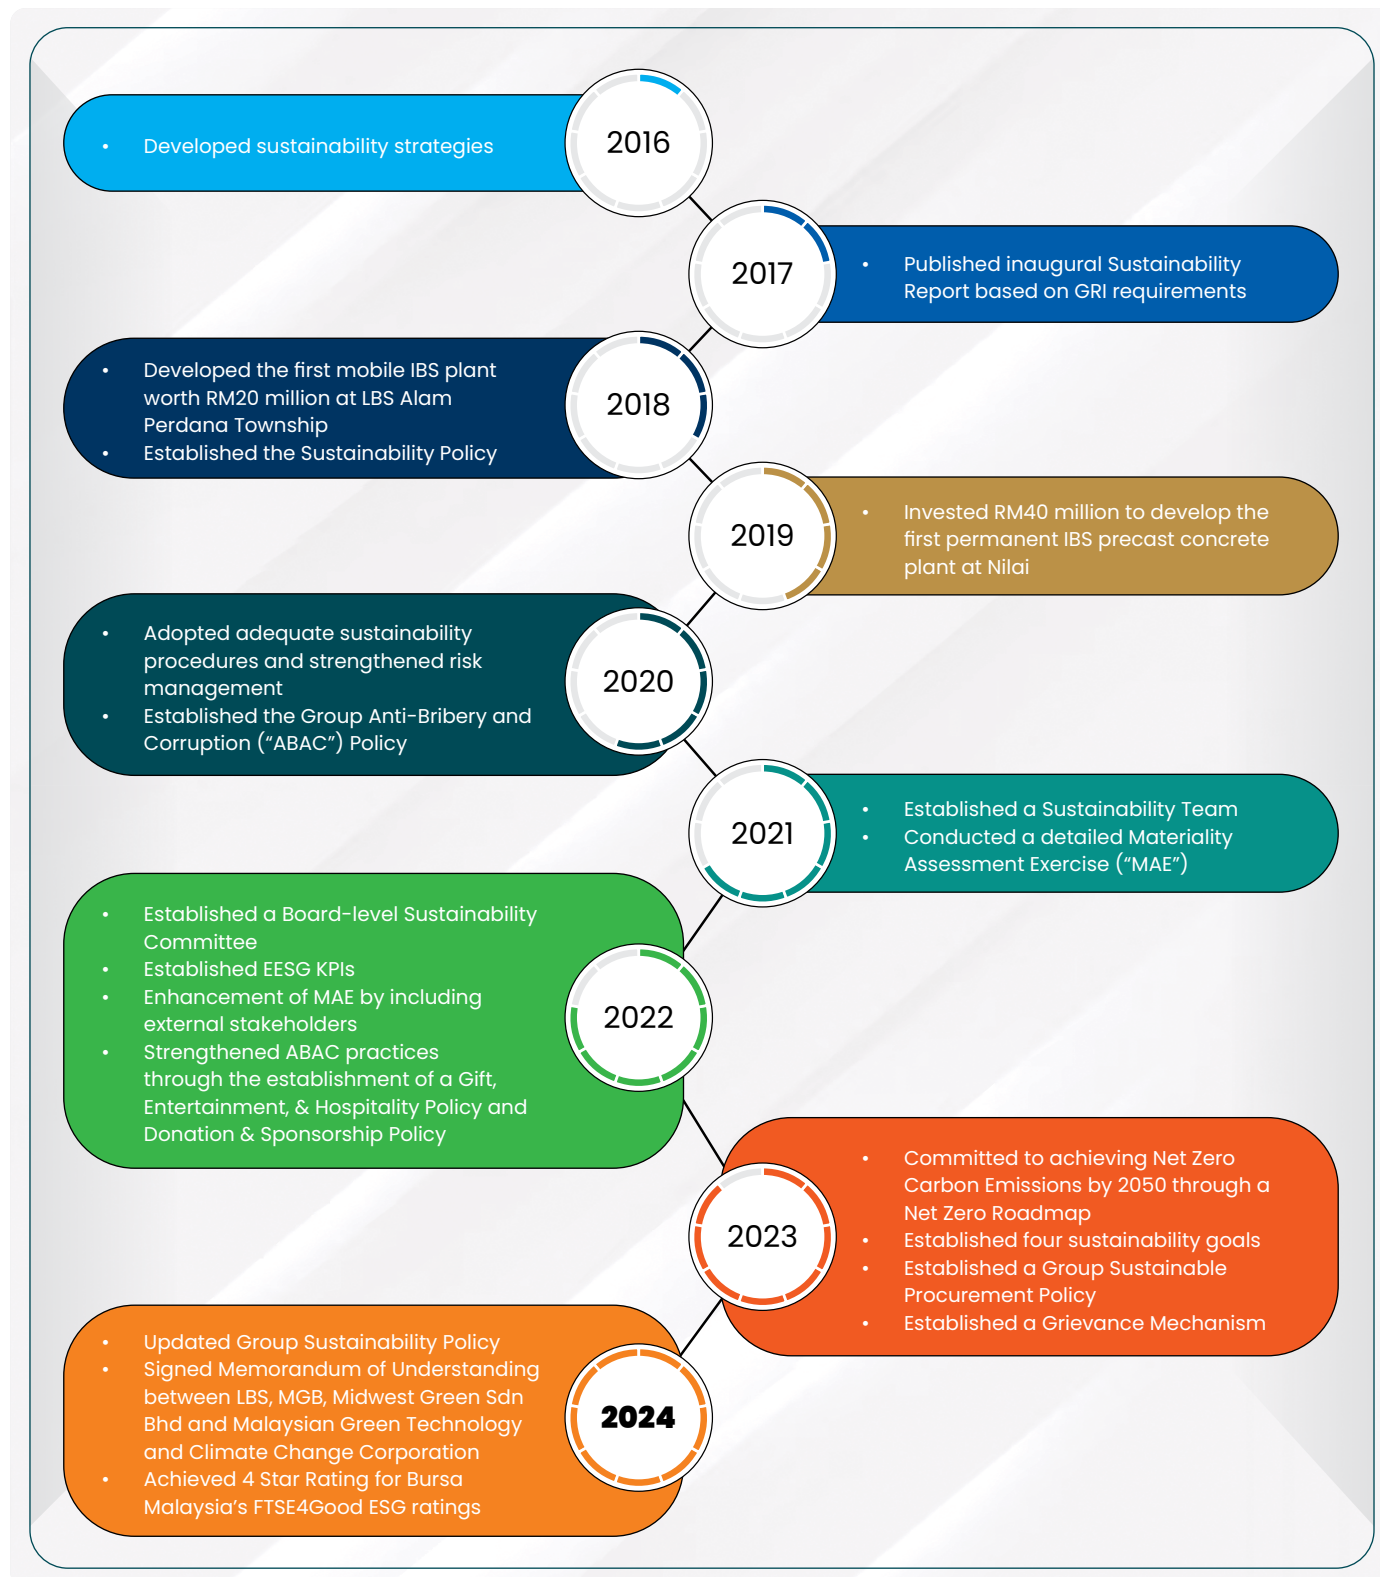 2016
• Developed sustainability strategies
2017
• Published inaugural Sustainability
Report based on GRI requirements
2018
• Developed the first mobile IBS plant
worth RM20 million at LBS Alam
Perdana Township
• Established the Sustainability Policy
2019
• Invested RM40 million to develop the
first permanent IBS precast concrete
plant at Nilai
2020
• Adopted adequate sustainability
procedures and strengthened risk
management
• Established the Group Anti-Bribery and
Corruption (“ABAC”) Policy
2021
• Established a Sustainability Team
• Conducted a detailed Materiality
Assessment Exercise (“MAE”)
2022
• Established a Board-level Sustainability
Committee
• Established EESG KPIs
• Enhancement of MAE by including
external stakeholders
• Strengthened ABAC practices
through the establishment of a Gift,
Entertainment, & Hospitality Policy and
Donation & Sponsorship Policy
2023
• Committed to achieving Net Zero
Carbon Emissions by 2050 through a
Net Zero Roadmap
• Established four sustainability goals
• Established a Group Sustainable
Procurement Policy
• Established a Grievance Mechanism
2024
• Updated Group Sustainability Policy
• Signed Memorandum of Understanding
between LBS, MGB, Midwest Green Sdn
Bhd and Malaysian Green Technology
and Climate Change Corporation
• Achieved 4 Star Rating for Bursa
Malaysia’s FTSE4Good ESG ratings